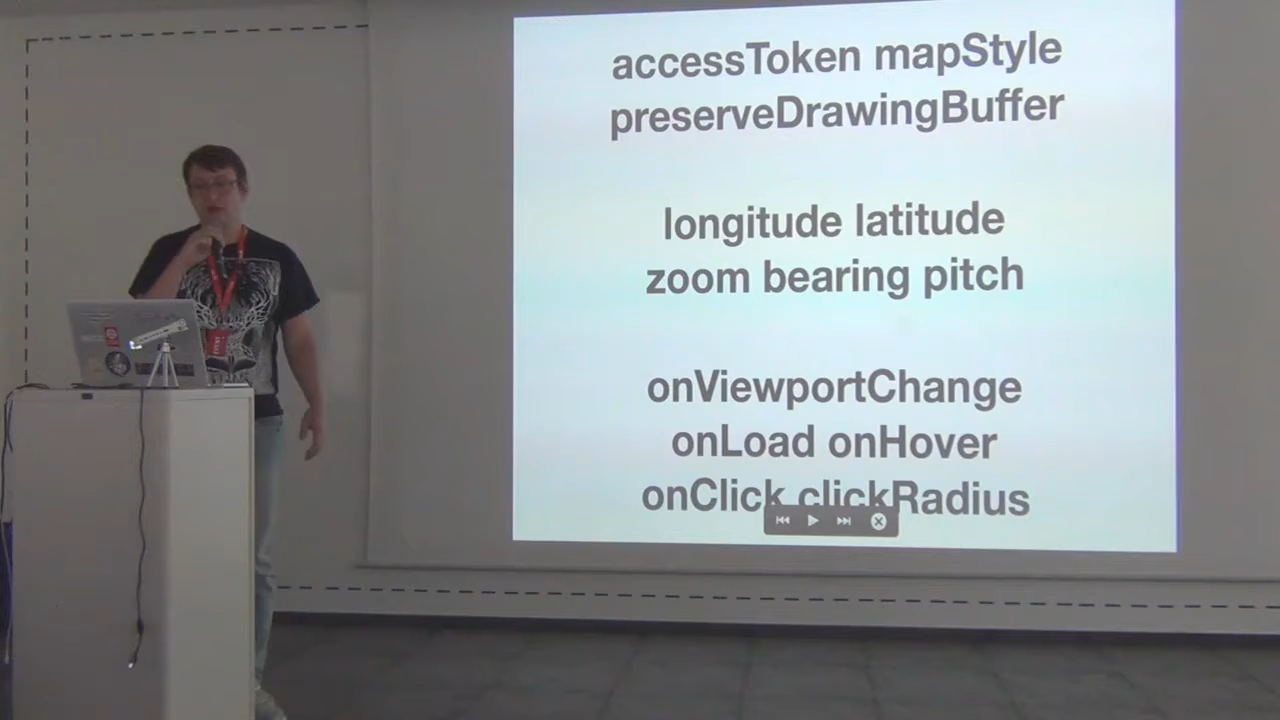 accessToken mapStyle
preserveDrawingBuffer
longitude latitude
zoom bearing pitch
onViewportChange
onLoad onHover
onClick clickRadius